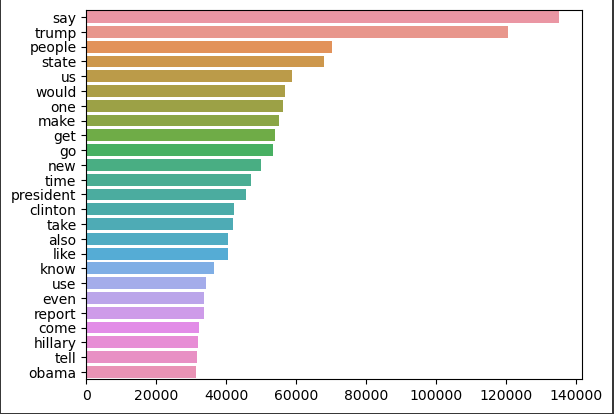 say
trump
people
state
us
would
one
make
get
go
new
time
president
clinton
take
also
like
know
use
even
report
come
hillary
tell
obama
0 20000 40000 60000 80000 100000 120000 140000